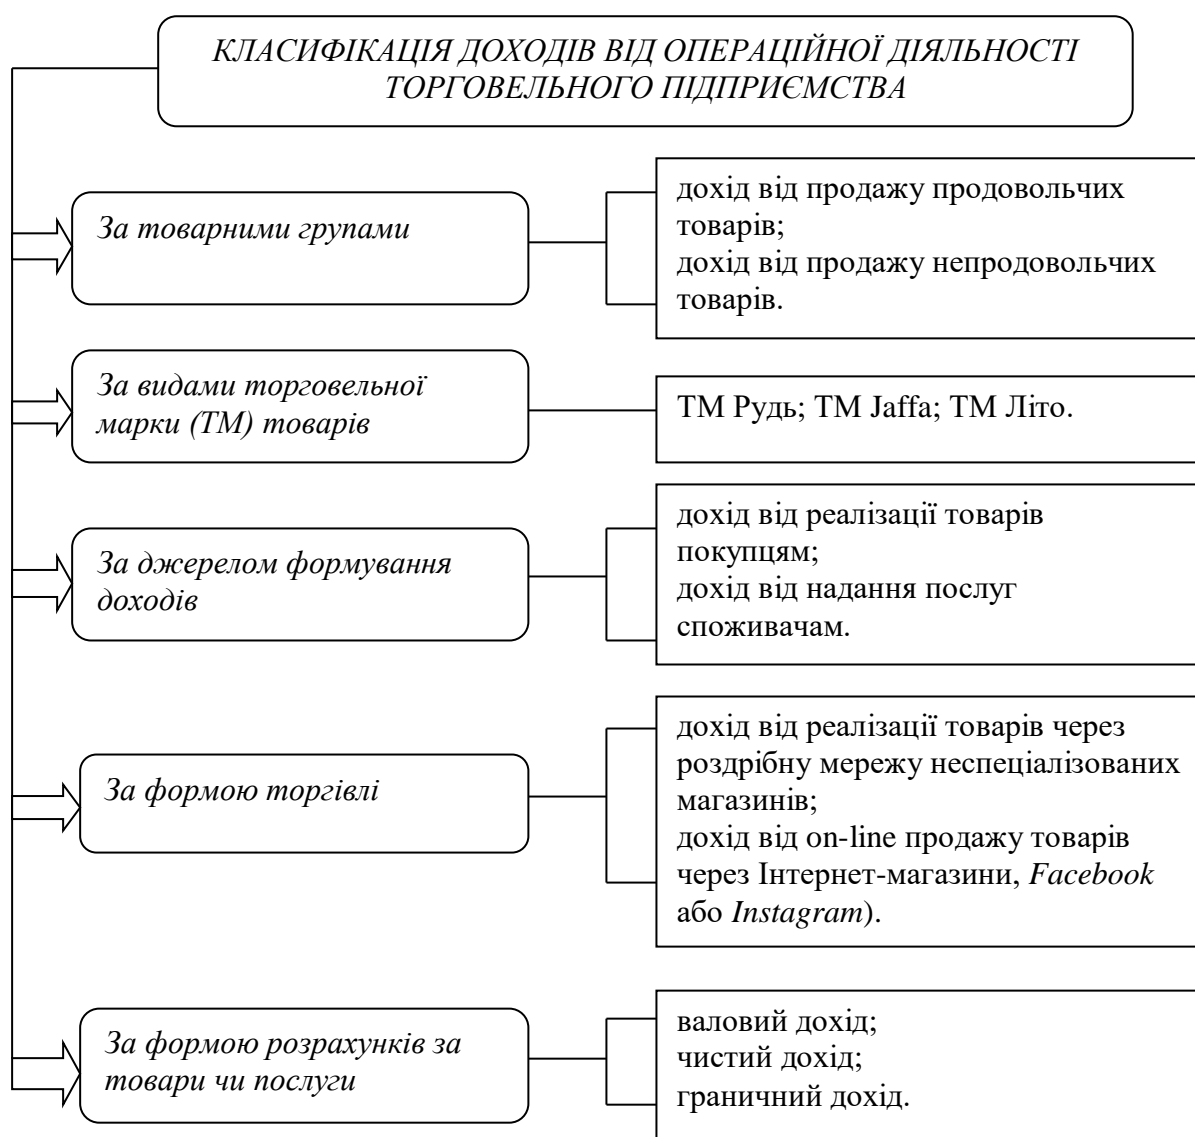 КЛАСИФІКАЦІЯ ДОХОДІВ ВІД ОПЕРАЦІЙНОЇ ДІЯЛЬНОСТІ
ТОРГОВЕЛЬНОГО ПІДПРИЄМСТВА
За товарними групами
дохід від продажу продовольчих
товарів;
дохід від продажу непродовольчих
товарів.
За видами торговельної
марки (ТМ) товарів
ТМ Рудь; ТМ Jaffa; ТМ Літо.
За джерелом формування
доходів
дохід від реалізації товарів
покупцям;
дохід від надання послуг
споживачам.
За формою торгівлі
дохід від реалізації товарів через
роздрібну мережу неспеціалізованих
магазинів;
дохід від on-line продажу товарів
через Інтернет-магазини, Facebook
або Instagram).
За формою розрахунків за
товари чи послуги
валовий дохід;
чистий дохід;
граничний дохід.